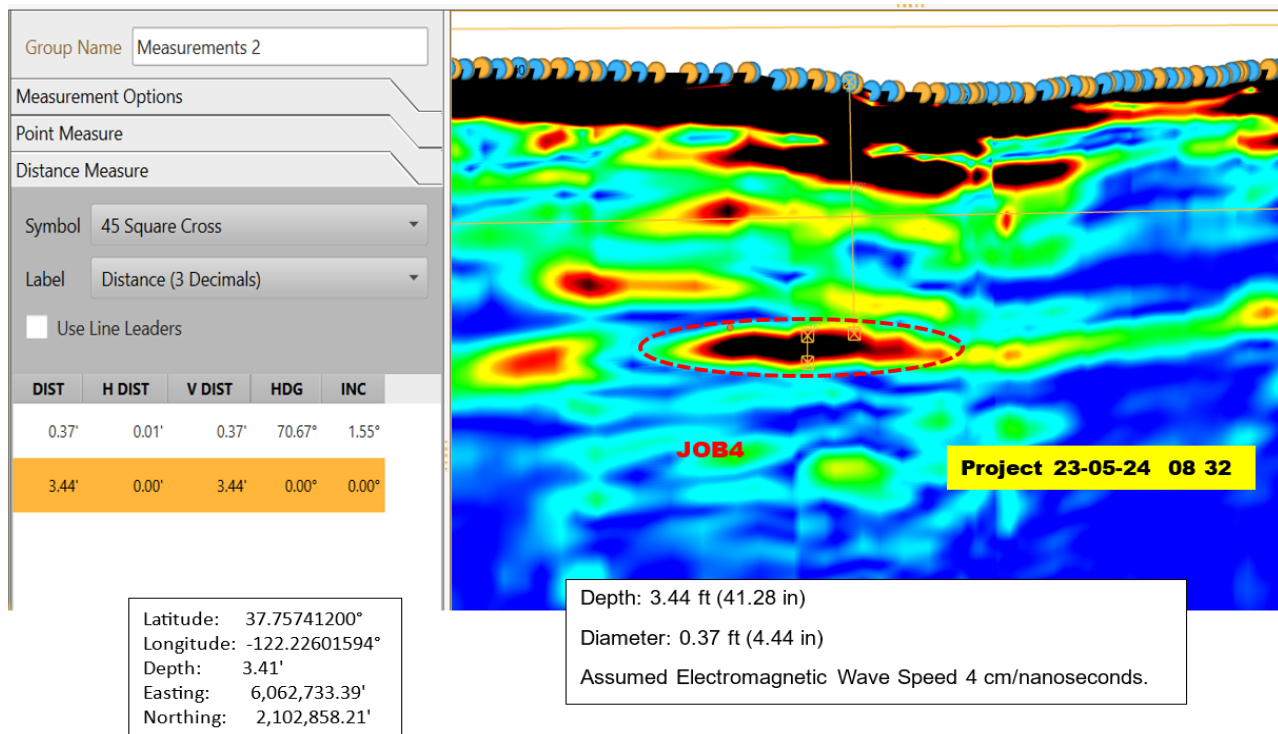 Group Name Measurements 2
Measurement Options
Point Measure
Distance Measure
Symbol 45 Square Cross
Label Distance (3 Decimals)
Use Line Leaders
DIST H DIST V DIST HDG INC
0.37' 0.01' 0.37' 70.67° 1.55°
3.44' 0.00' 3.44' 0.00° 0.00°
JOB4
Project 23-05-24 08 32
Latitude: 37.75741200°
Longitude: -122.22601594°
Depth: 3.41'
Easting: 6,062,733.39'
Northing: 2,102,858.21'
Depth: 3.44 ft (41.28 in)
Diameter: 0.37 ft (4.44 in)
Assumed Electromagnetic Wave Speed 4 cm/nanoseconds.